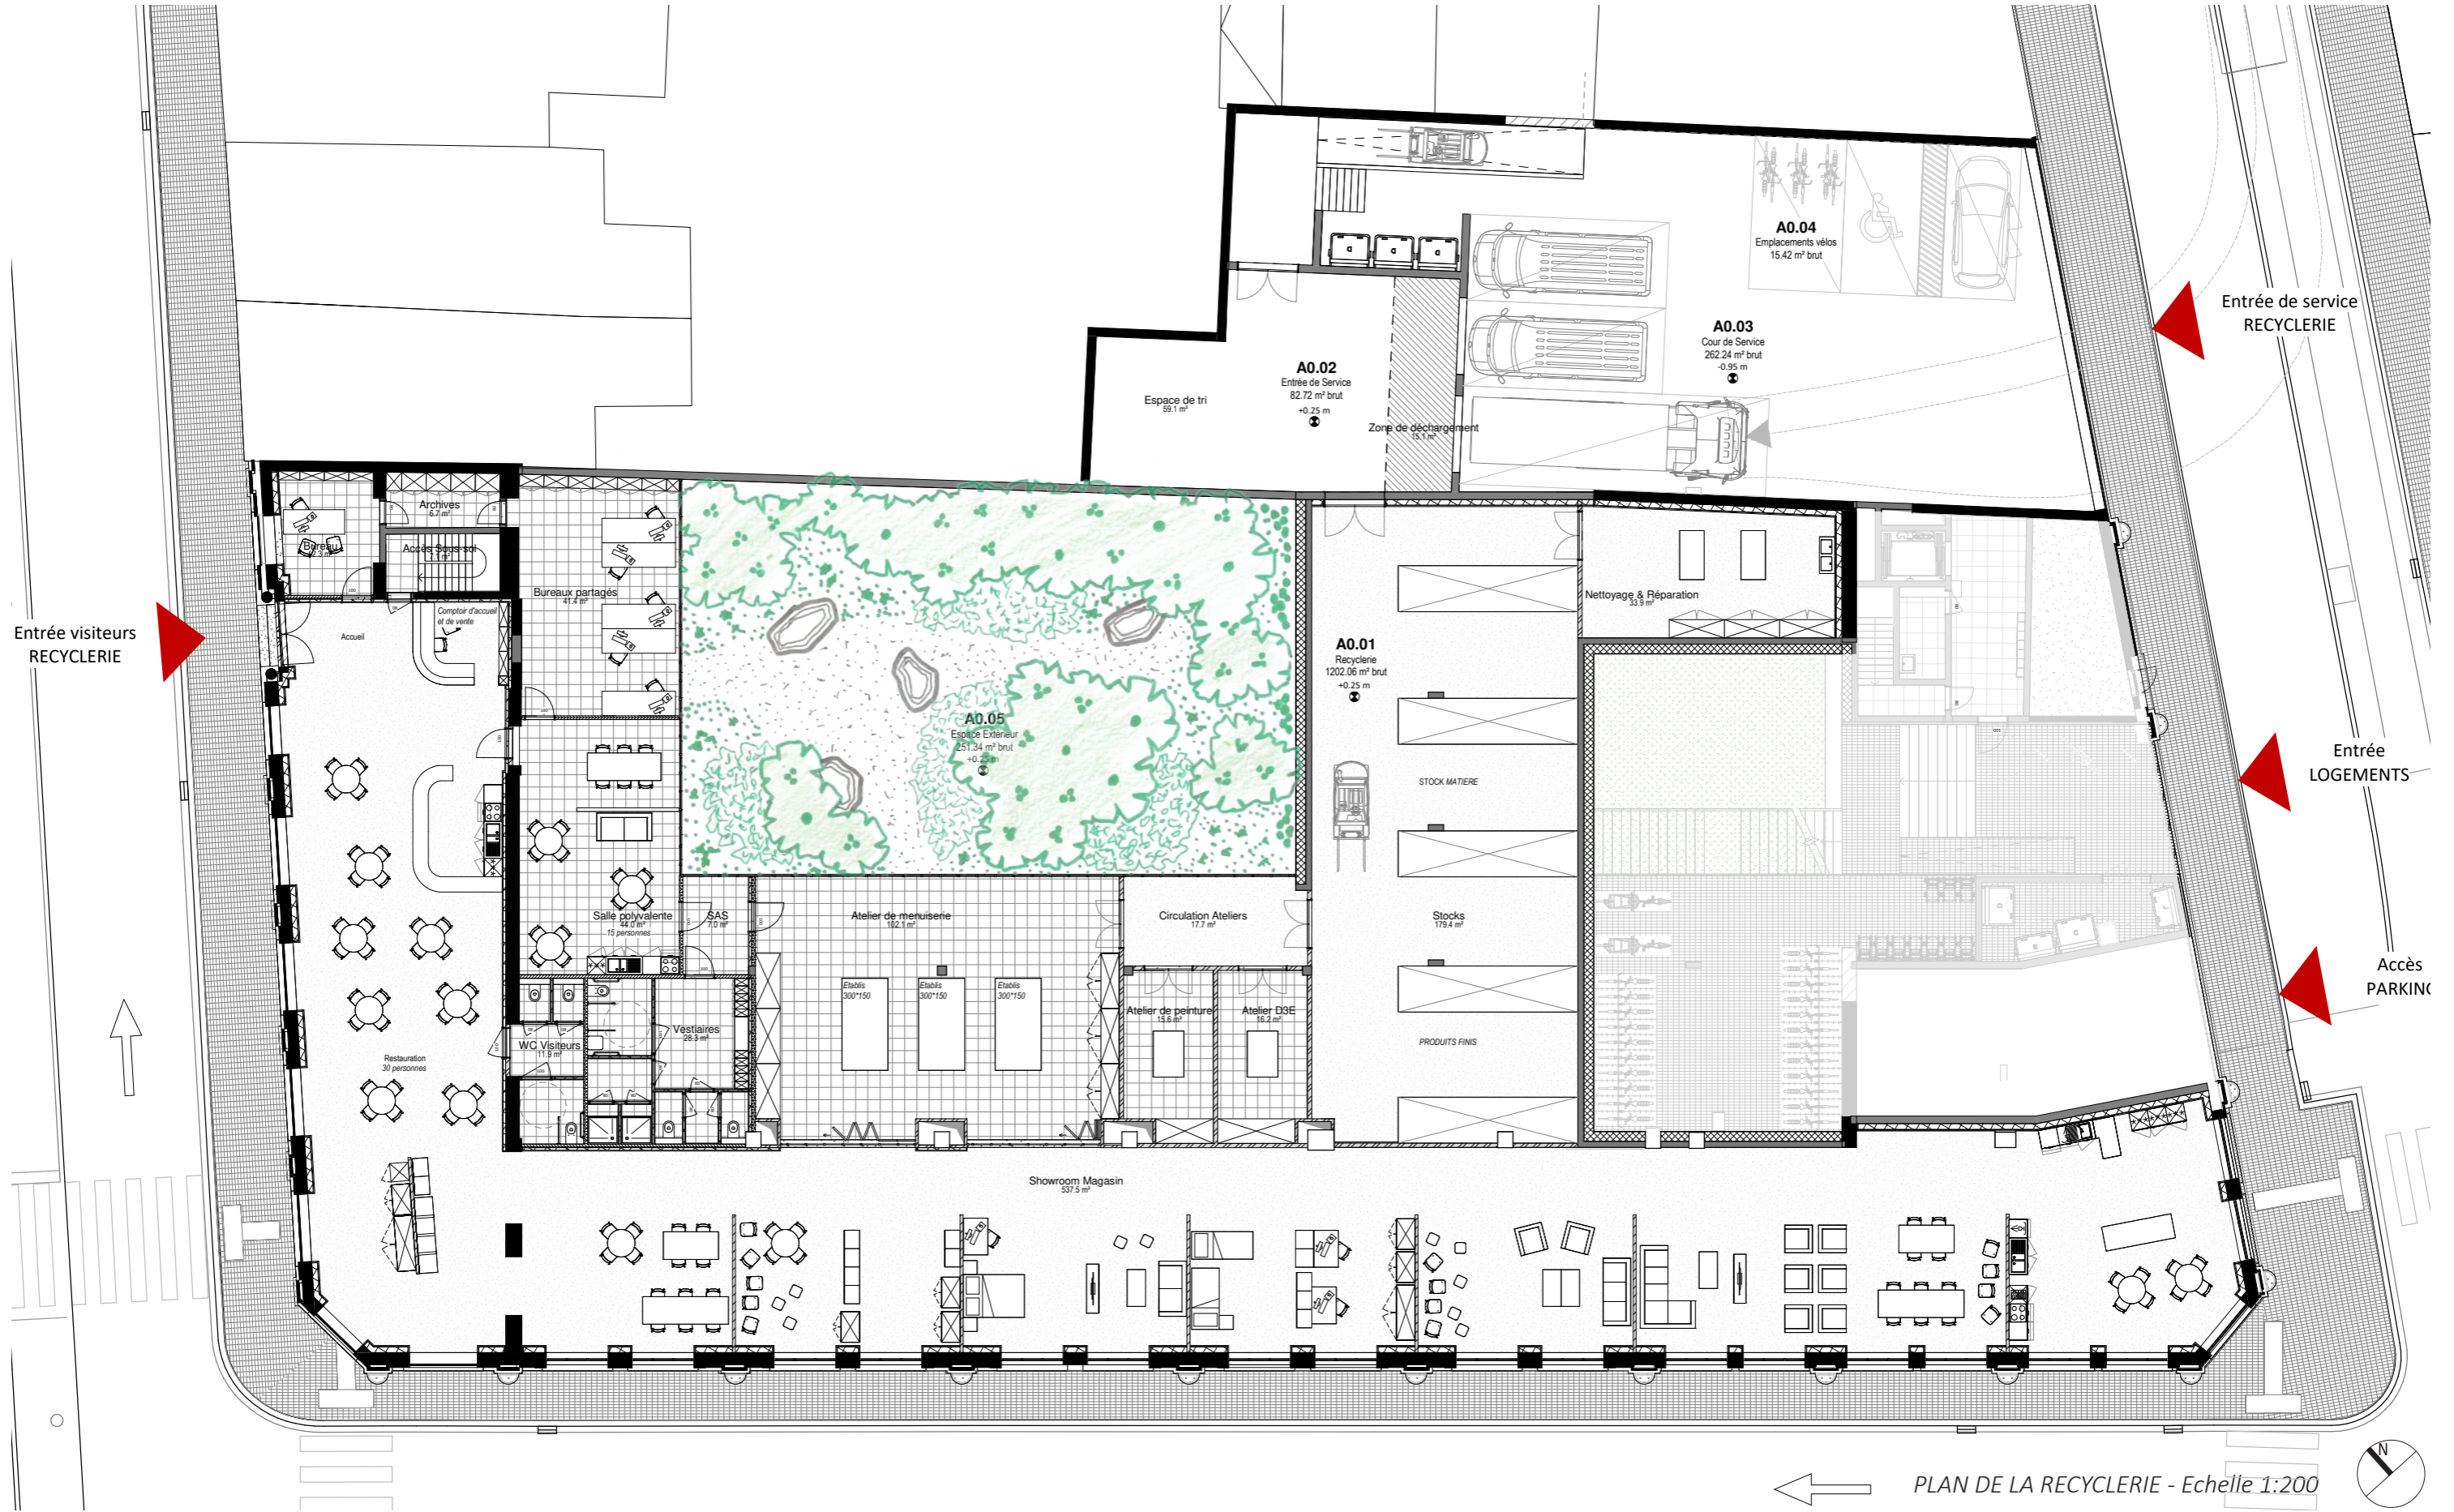 A0.04
Emplacements vélos
15.42 m² brut
Entrée de service
RECYCLERIE
A0.03
Cour de Service
262.24 m² brut
-0.95 m
A0.02
Entrée de Service
82.72 m² brut
+0.25 m
Espace de tri
59.1 m²
Zone de déchargement
15.1 m²
Archives
6.7 m²
Bureau
Accès Sous-sol
Bureaux partagés
41.4 m²
Comptoir d'accueil
et de vente
Accueil
Entrée visiteurs
RECYCLERIE
Nettoyage & Réparation
33.9 m²
A0.01
Recyclerie
1202.06 m² brut
+0.25 m
A0.05
Espace Extérieur
251.34 m² brut
+0.25 m
Entrée
LOGEMENTS
STOCK MATIERE
Salle polyvalente
44.0 m²
15 personnes
SAS
7.0 m²
Atelier de menuiserie
102.1 m²
Circulation Ateliers
17.7 m²
Stocks
179.4 m²
Accès
PARKING
Etablis
300*150
Etablis
300*150
Etablis
300*150
Atelier de peinture
15.6 m²
Atelier D3E
16.2 m²
Vestiaires
28.3 m²
WC Visiteurs
11.9 m²
PRODUITS FINIS
Restauration
30 personnes
Showroom Magasin
537.5 m²
N
PLAN DE LA RECYCLERIE - Echelle 1:200